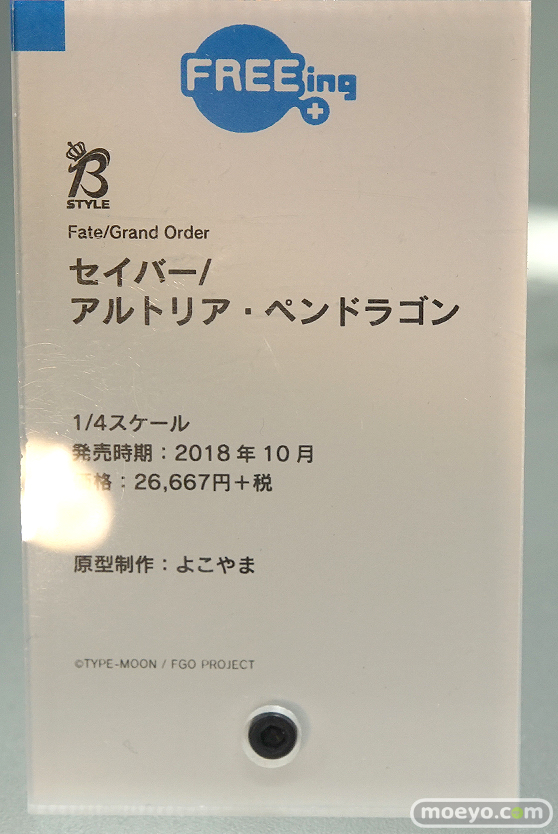 FREEing
B
STYLE
Fate/Grand Order
セイバー/
アルトリア・ペンドラゴン
1/4スケール
発売時期：2018年10月
格：26,667円＋税
原型制作：よこやま
©TYPE-MOON / FGO PROJECT
moeyo.com